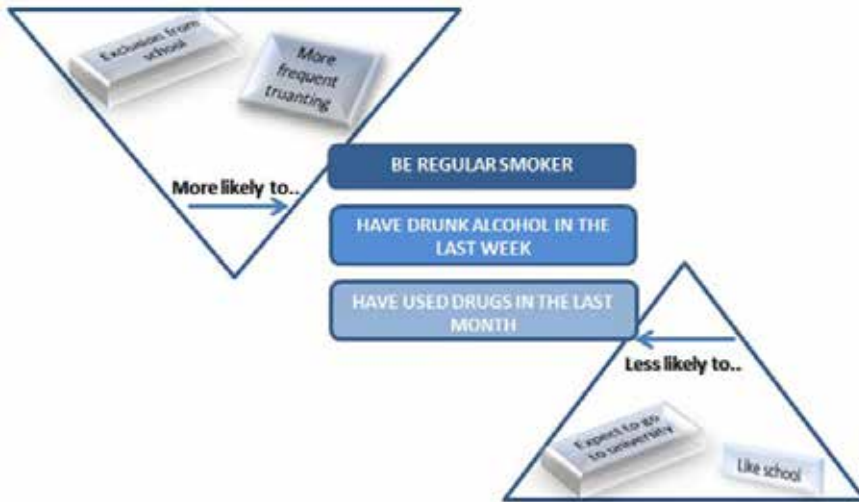 Exclusion from
school
More
frequent
truanting
More likely to..
BE REGULAR SMOKER
HAVE DRUNK ALCOHOL IN THE
LAST WEEK
HAVE USED DRUGS IN THE LAST
MONTH
Less likely to..
Expect to go
to university
Like school